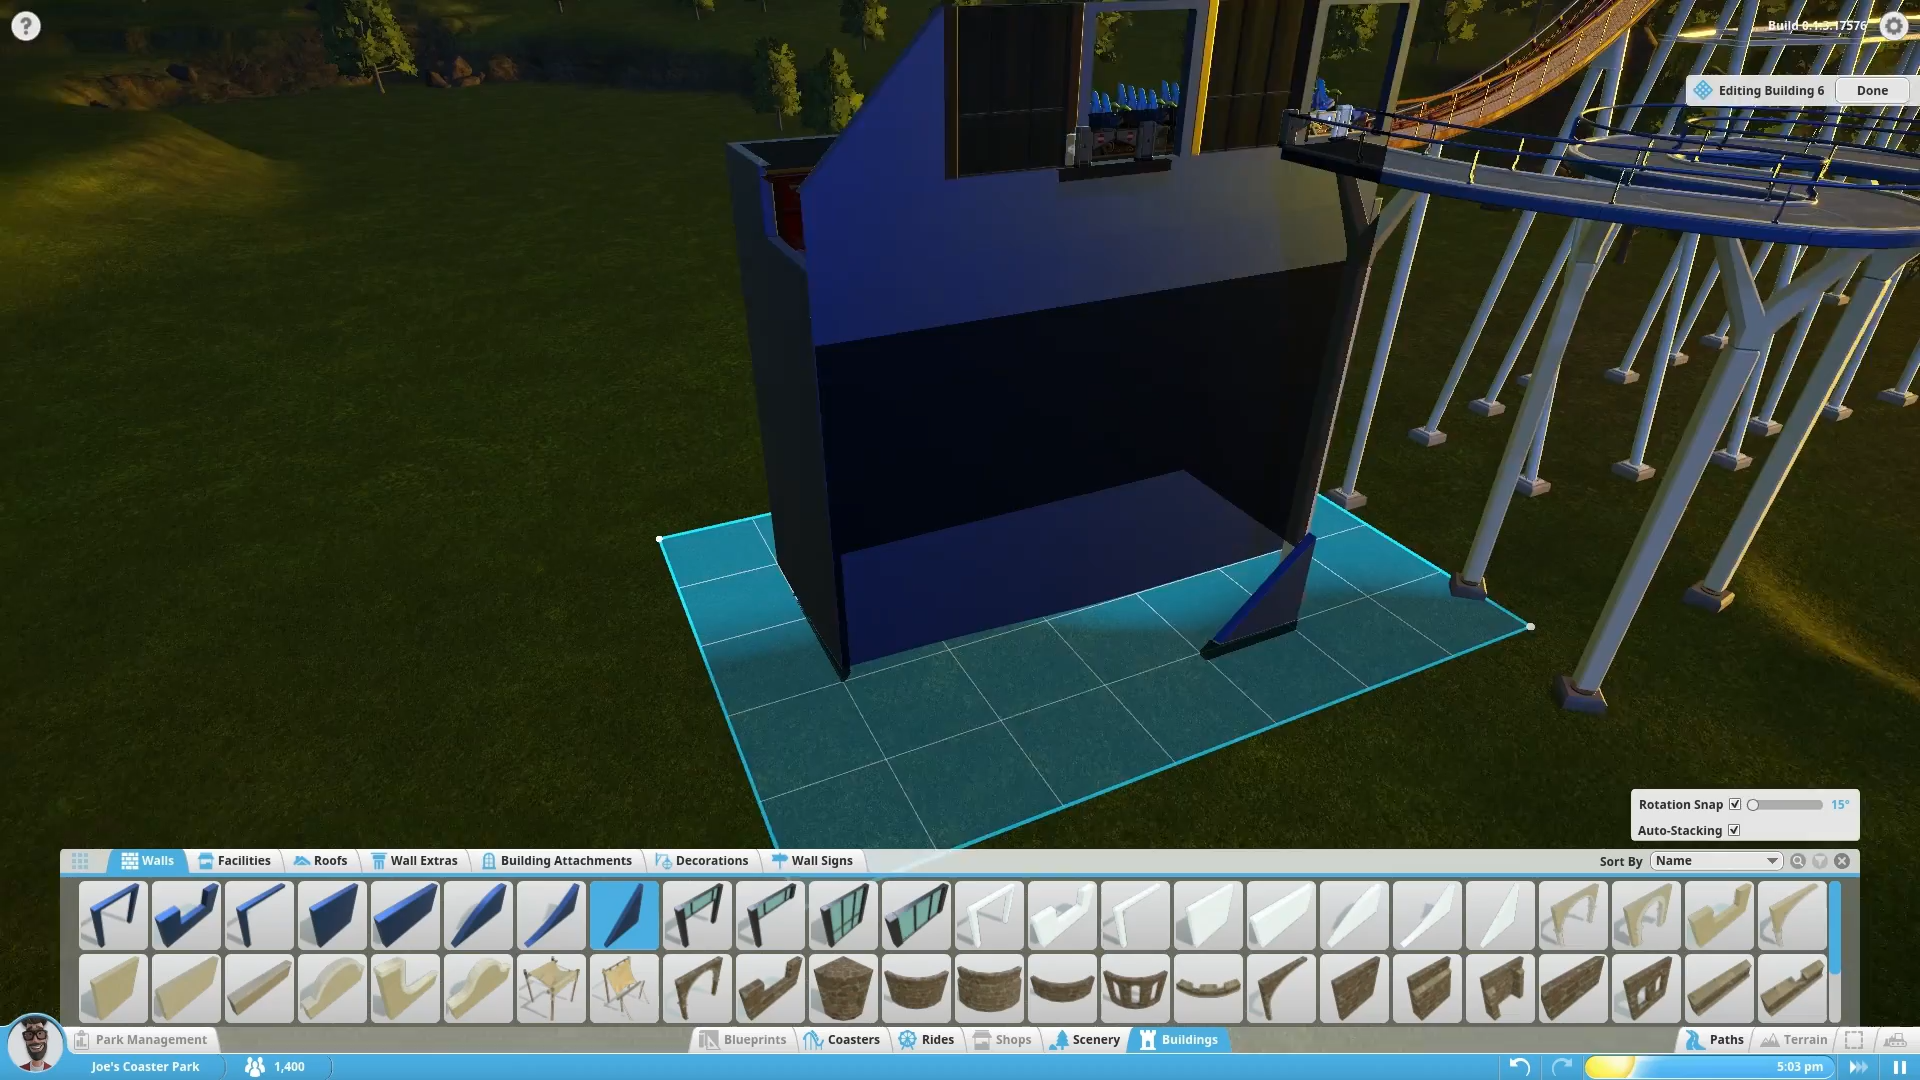 ?
Build 0.1.3.17576
Editing Building 6
Done
Rotation Snap
15°
Auto-Stacking
Walls
Facilities
Roofs
Wall Extras
Building Attachments
Decorations
Wall Signs
Sort By
Name
Park Management
Blueprints
Coasters
Rides
Shops
Scenery
Buildings
Paths
Terrain
Joe's Coaster Park
1,400
5:03 pm